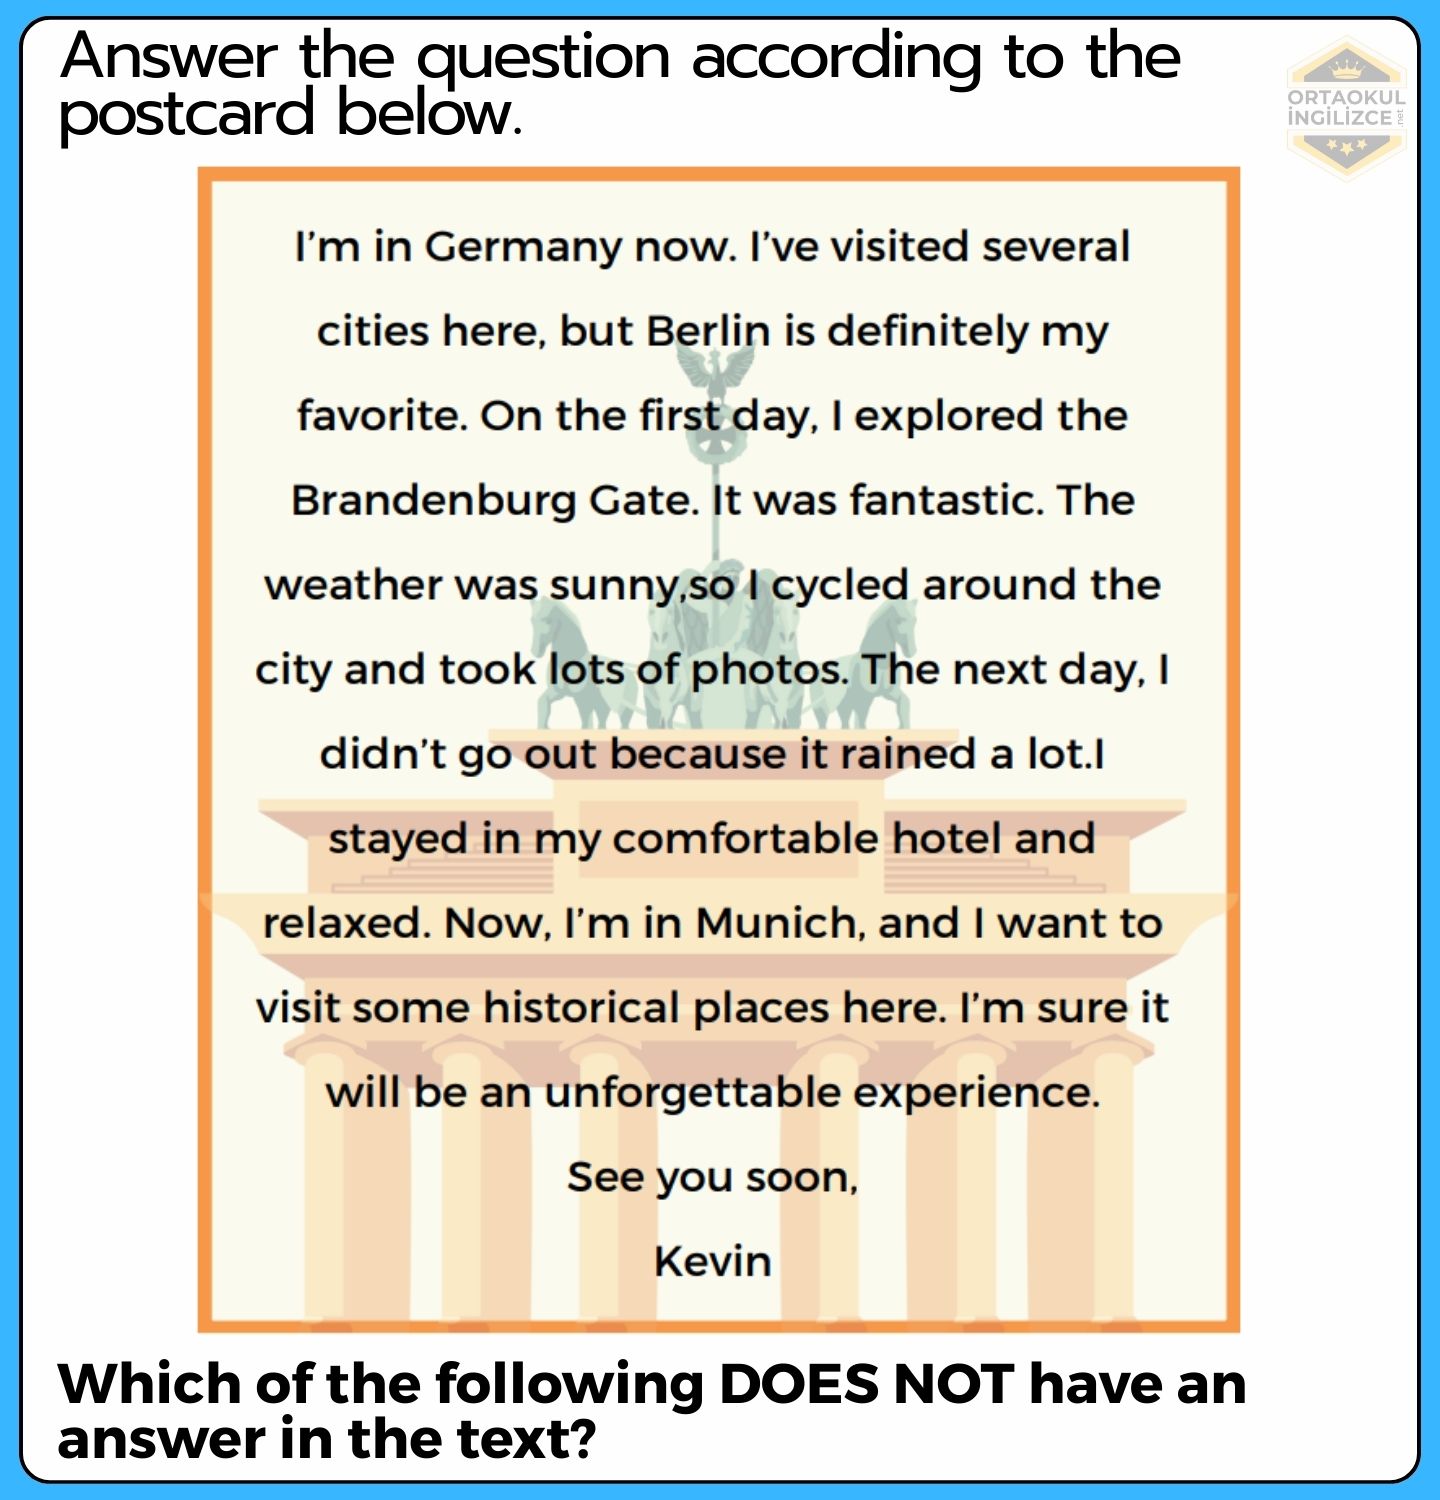 Answer the question according to the
postcard below.
ORTAOKUL
İNGİLİZCE .net
I'm in Germany now. I've visited several
cities here, but Berlin is definitely my
favorite. On the first day, I explored the
Brandenburg Gate. It was fantastic. The
weather was sunny,so I cycled around the
city and took lots of photos. The next day, I
didn't go out because it rained a lot.I
stayed in my comfortable hotel and
relaxed. Now, I'm in Munich, and I want to
visit some historical places here. I'm sure it
will be an unforgettable experience.
See you soon,
Kevin
Which of the following DOES NOT have an
answer in the text?